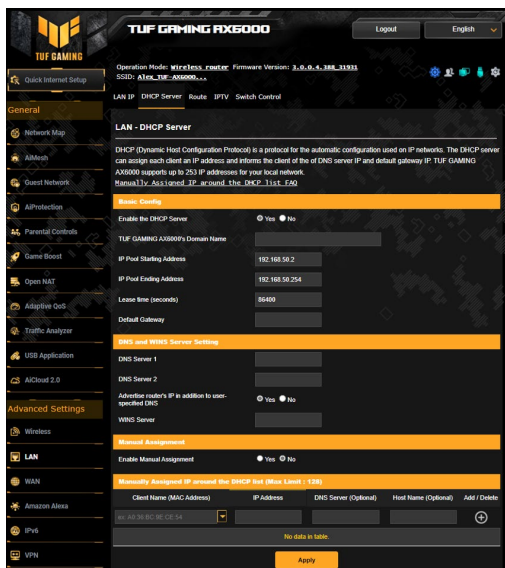 TUF GAMING AX6000
Logout
English
TUF GAMING
Operation Mode: Wireless router Firmware Version: 3.0.0.4.388_31931
SSID: Alex_TUF-AX6000...
Quick Internet Setup
LAN IP DHCP Server Route IPTV Switch Control
General
Network Map
AiMesh
Guest Network
AiProtection
Parental Controls
Game Boost
Open NAT
Adaptive QoS
Traffic Analyzer
USB Application
AiCloud 2.0
Advanced Settings
Wireless
LAN
WAN
Amazon Alexa
IPv6
VPN
LAN - DHCP Server
DHCP (Dynamic Host Configuration Protocol) is a protocol for the automatic configuration used on IP networks. The DHCP server
can assign each client an IP address and informs the client of the of DNS server IP and default gateway IP. TUF GAMING
AX6000 supports up to 253 IP addresses for your local network.
Manually Assigned IP around the DHCP list FAQ
Basic Config
Enable the DHCP Server Yes No
TUF GAMING AX6000's Domain Name
IP Pool Starting Address 192.168.50.2
IP Pool Ending Address 192.168.50.254
Lease time (seconds) 86400
Default Gateway
DNS and WINS Server Setting
DNS Server 1
DNS Server 2
Advertise router's IP in addition to user-
specified DNS Yes No
WINS Server
Manual Assignment
Enable Manual Assignment Yes No
Manually Assigned IP around the DHCP list (Max Limit : 128)
Client Name (MAC Address) IP Address DNS Server (Optional) Host Name (Optional) Add / Delete
ex: A0:36:BC:8E:CE:54
No data in table.
Apply